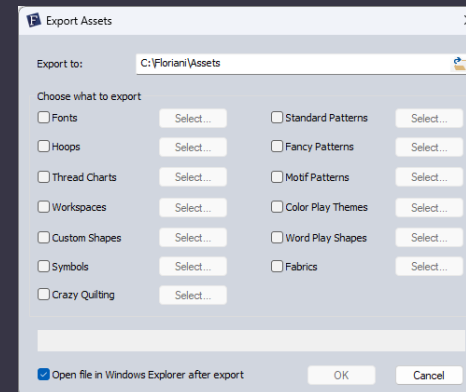 Export Assets
Export to: C:\Floriani\Assets
Choose what to export
Fonts Select... Standard Patterns Select...
Hoops Select... Fancy Patterns Select...
Thread Charts Select... Motif Patterns Select...
Workspaces Select... Color Play Themes Select...
Custom Shapes Select... Word Play Shapes Select...
Symbols Select... Fabrics Select...
Crazy Quilting Select...
Open file in Windows Explorer after export OK Cancel